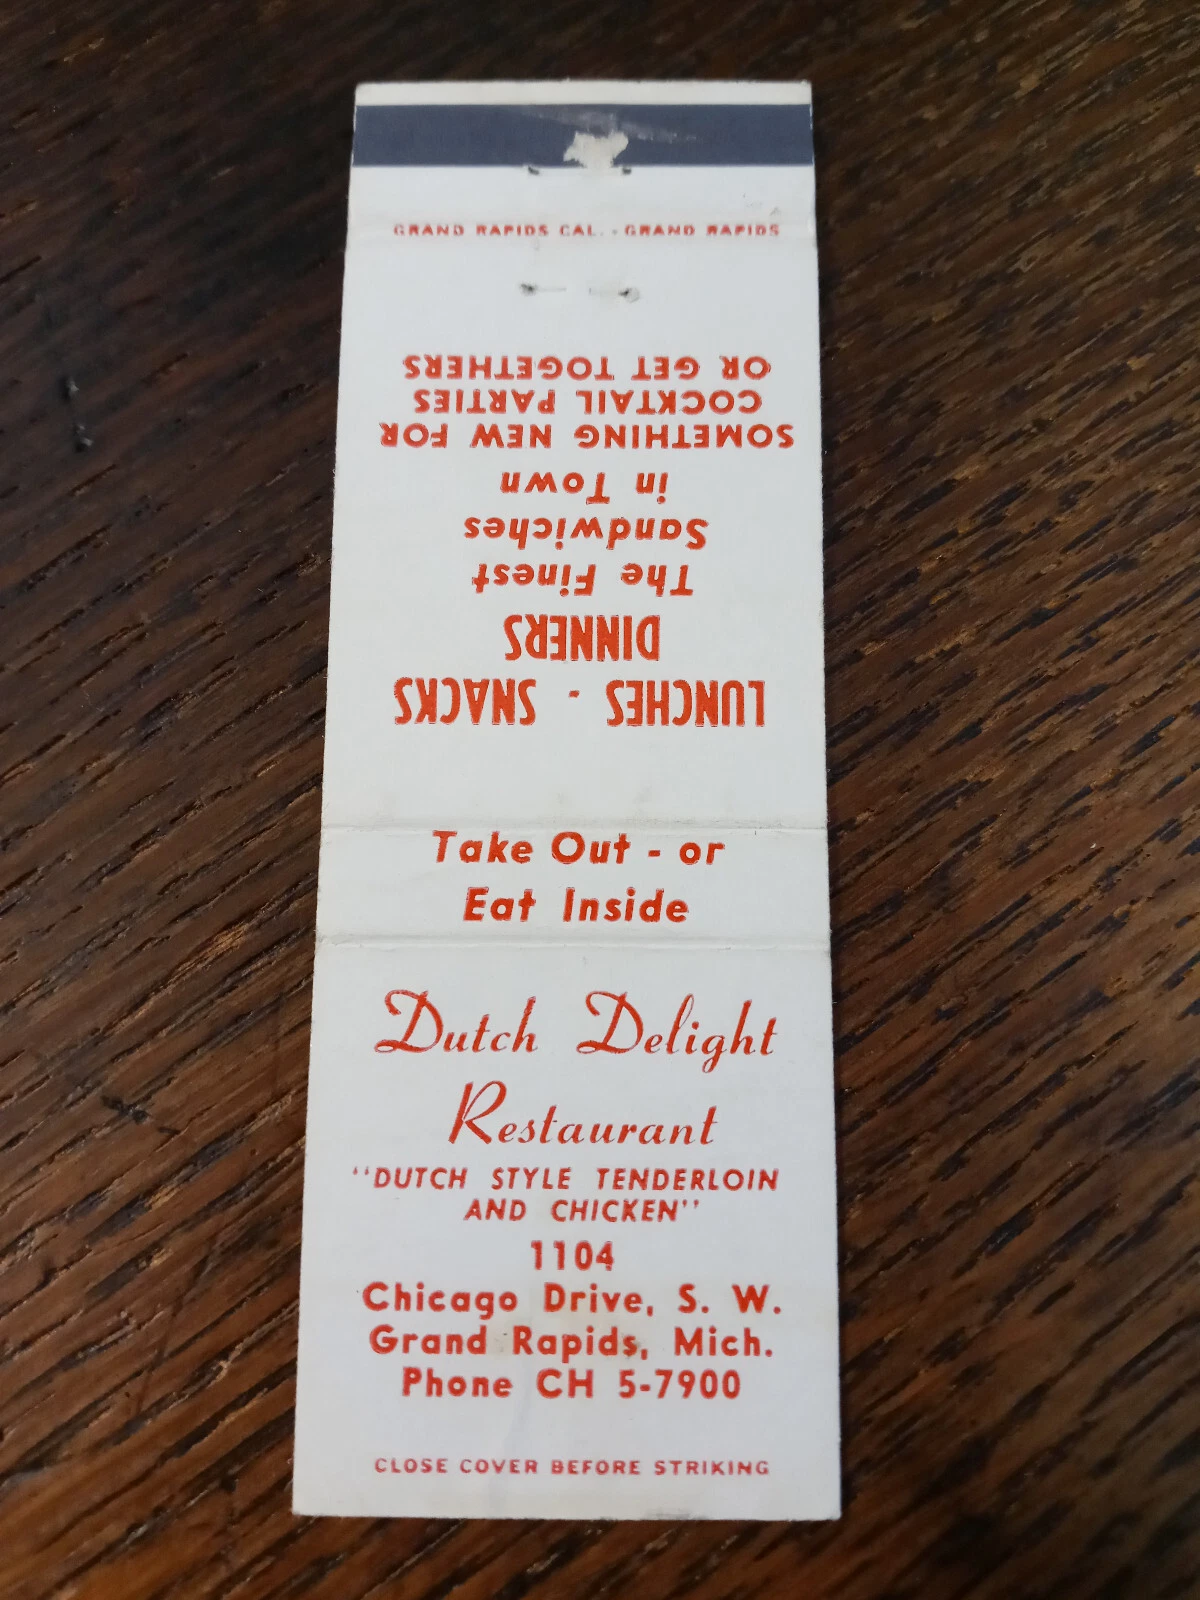 GRAND RAPIDS CAL. - GRAND RAPIDS
LUNCHES - SNACKS
DINNERS
The Finest
Sandwiches
in Town
SOMETHING NEW FOR
COCKTAIL PARTIES
OR GET TOGETHERS
Take Out - or
Eat Inside
Dutch Delight
Restaurant
"DUTCH STYLE TENDERLOIN
AND CHICKEN"
1104
Chicago Drive, S. W.
Grand Rapids, Mich.
Phone CH 5-7900
CLOSE COVER BEFORE STRIKING